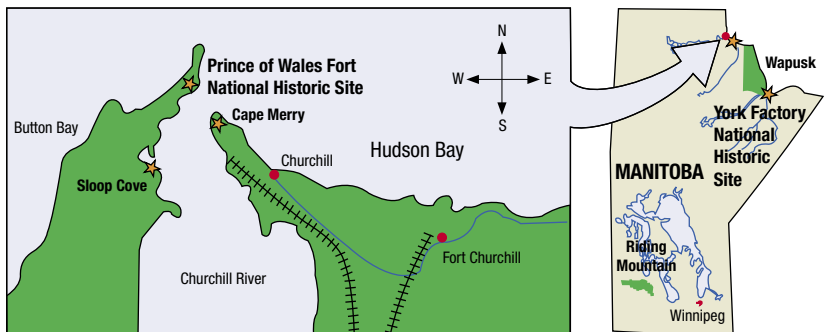 Prince of Wales Fort
National Historic Site
Button Bay
Cape Merry
Sloop Cove
Churchill
Hudson Bay
Fort Churchill
Churchill River
N
W
E
S
Wapusk
York Factory
National
Historic
Site
MANITOBA
Riding
Mountain
Winnipeg